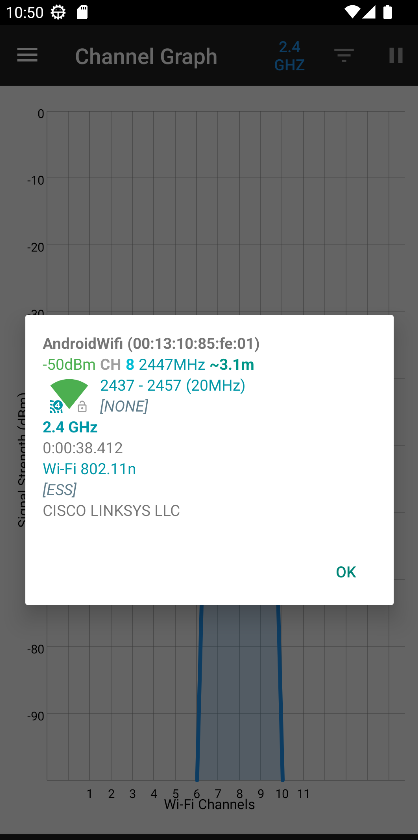 10:50
Channel Graph
2.4
GHZ
0
-10
-20
-30
AndroidWifi (00:13:10:85:fe:01)
-50dBm CH 8 2447MHz ~3.1m
2437 - 2457 (20MHz)
4
[NONE]
2.4 GHz
0:00:38.412
Wi-Fi 802.11n
[ESS]
CISCO LINKSYS LLC
OK
Signal Strength (dBm)
-80
-90
1 2 3 4 5 6 7 8 9 10 11
Wi-Fi Channels